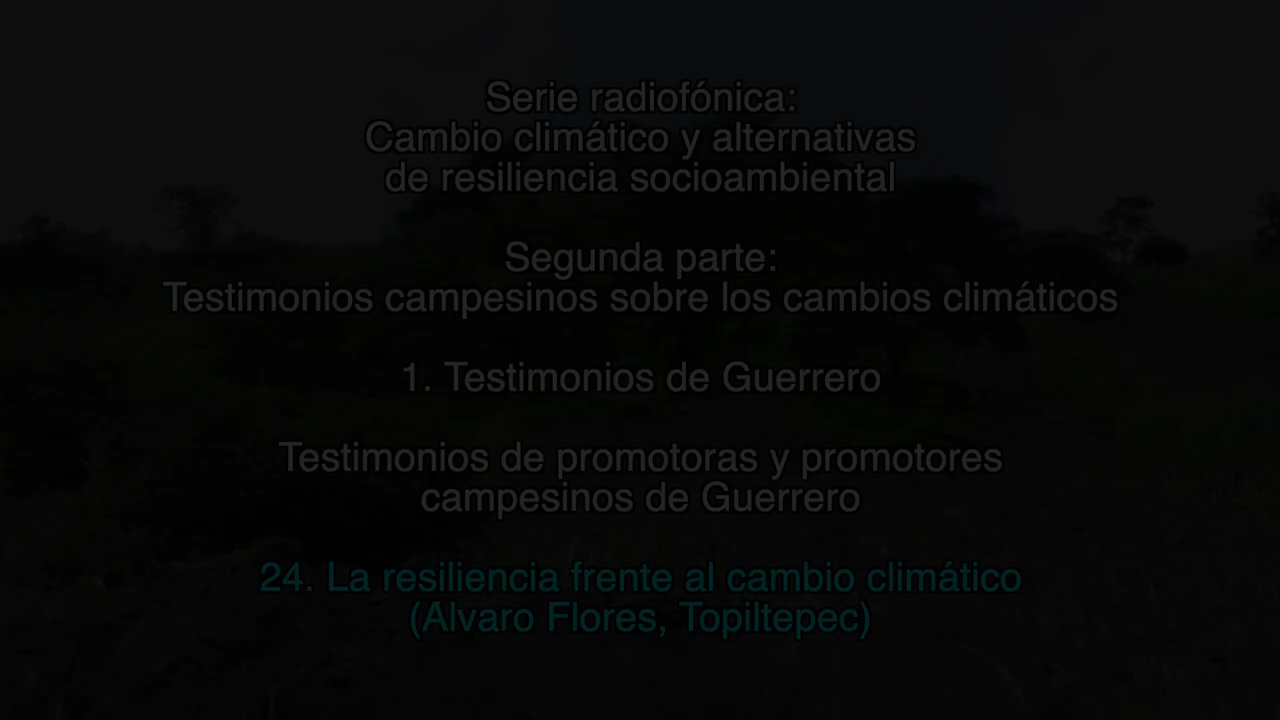 Serie radiofónica:
Cambio climático y alternativas
de resiliencia socioambiental
Segunda parte:
Testimonios campesinos sobre los cambios climáticos
1. Testimonios de Guerrero
Testimonios de promotoras y promotores
campesinos de Guerrero
24. La resiliencia frente al cambio climático
(Álvaro Flores, Topiltepec)